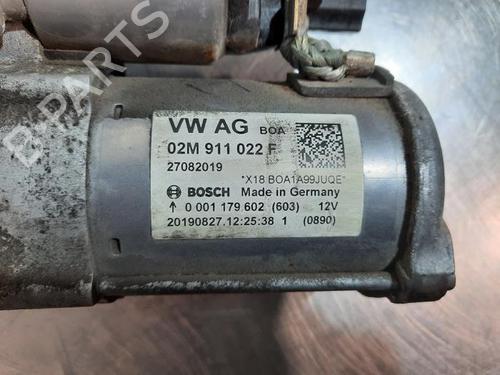 VW AG BOA
02M 911 022 F
27082019
*X18 BOA1A99JUQE*
BOSCH Made in Germany
0 001 179 602 (603) 12V
20190827.12:25:38 1 (0890)
B-PARTS